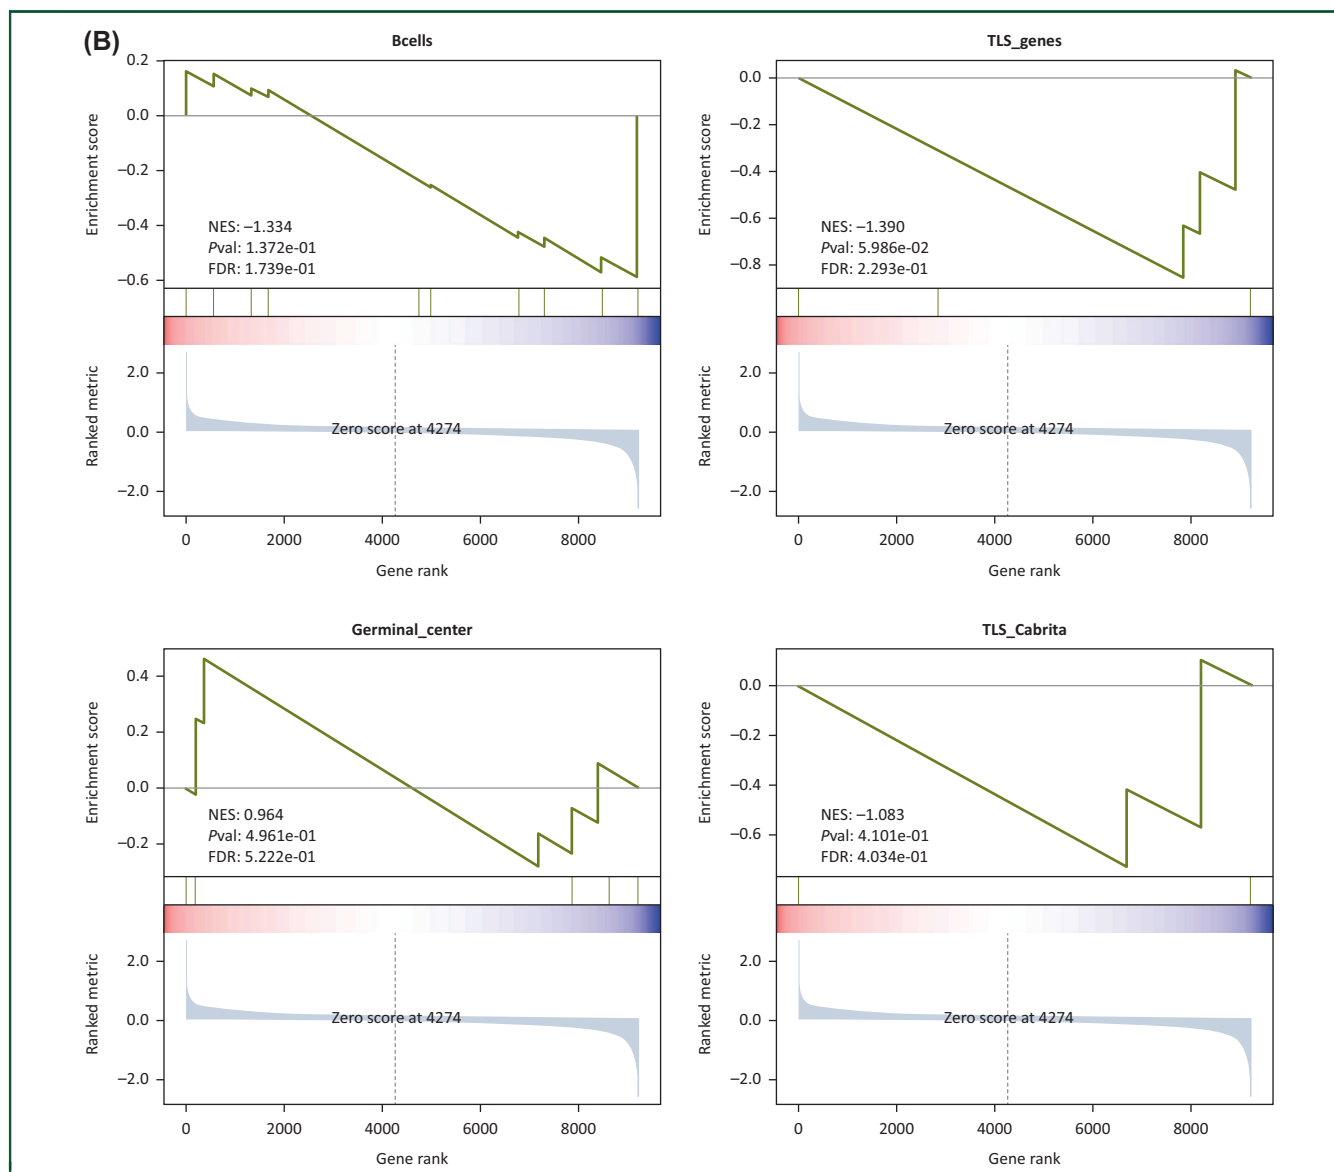 (B)
Bcells
0.2
0.0
−0.2
−0.4
−0.6
Enrichment score
NES: −1.334
Pval: 1.372e-01
FDR: 1.739e-01
2.0
0.0
−2.0
Ranked metric
Zero score at 4274
0 2000 4000 6000 8000
Gene rank
TLS_genes
0.0
−0.2
−0.4
−0.6
−0.8
Enrichment score
NES: −1.390
Pval: 5.986e-02
FDR: 2.293e-01
2.0
0.0
−2.0
Ranked metric
Zero score at 4274
0 2000 4000 6000 8000
Gene rank
Germinal_center
0.4
0.2
0.0
−0.2
Enrichment score
NES: 0.964
Pval: 4.961e-01
FDR: 5.222e-01
2.0
0.0
−2.0
Ranked metric
Zero score at 4274
0 2000 4000 6000 8000
Gene rank
TLS_Cabrita
0.0
−0.2
−0.4
−0.6
Enrichment score
NES: −1.083
Pval: 4.101e-01
FDR: 4.034e-01
2.0
0.0
−2.0
Ranked metric
Zero score at 4274
0 2000 4000 6000 8000
Gene rank